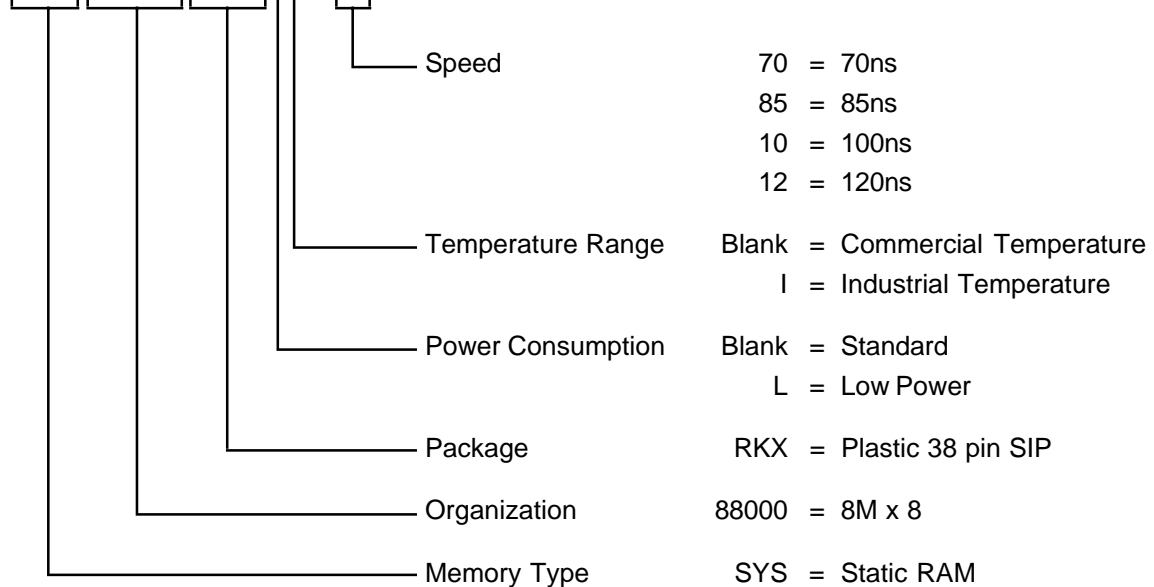 Speed 70 = 70ns
85 = 85ns
10 = 100ns
12 = 120ns
Temperature Range Blank = Commercial Temperature
I = Industrial Temperature
Power Consumption Blank = Standard
L = Low Power
Package RKX = Plastic 38 pin SIP
Organization 88000 = 8M x 8
Memory Type SYS = Static RAM